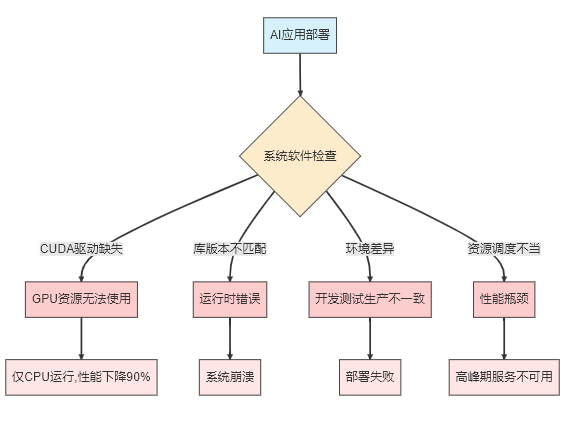 AI应用部署
系统软件检查
CUDA驱动缺失
库版本不匹配
环境差异
资源调度不当
GPU资源无法使用
运行时错误
开发测试生产不一致
性能瓶颈
仅CPU运行,性能下降90%
系统崩溃
部署失败
高峰期服务不可用